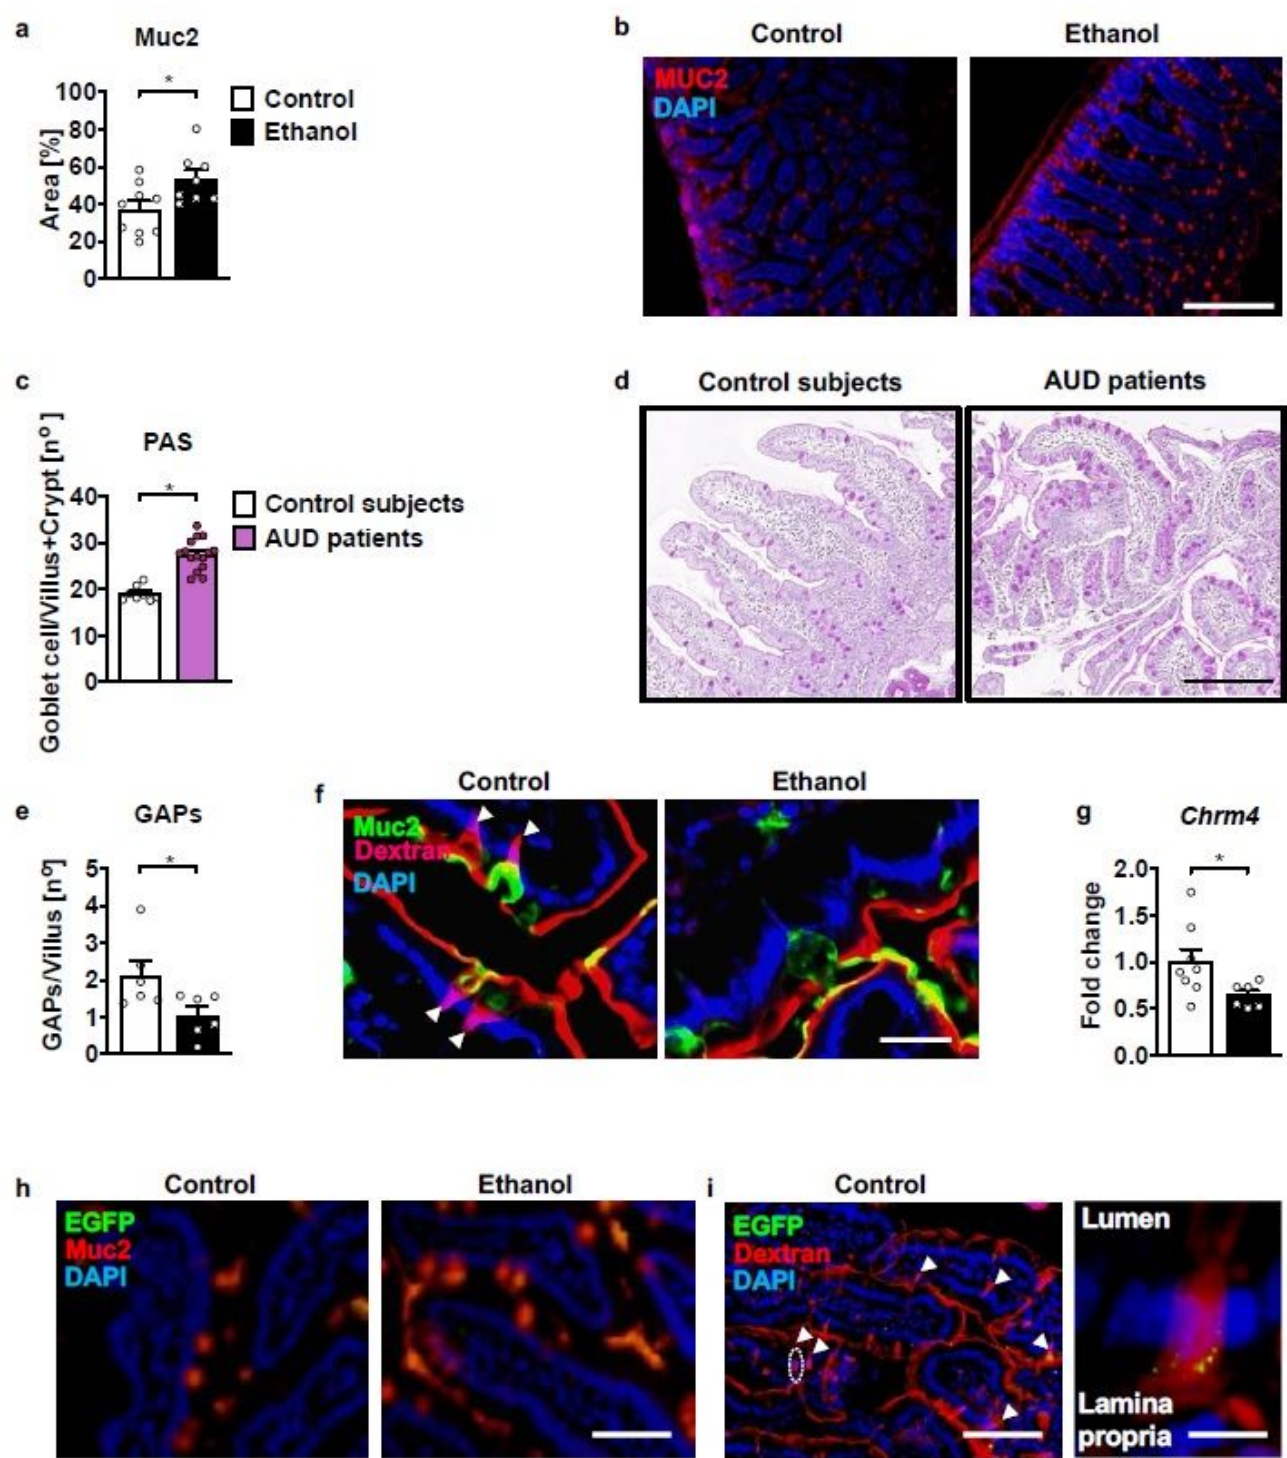 a
Muc2
*
Area [%]
100
80
60
40
20
0
Control
Ethanol
b
Control
Ethanol
MUC2
DAPI
c
PAS
*
Goblet cell/Villus+Crypt [nº]
40
30
20
10
0
Control subjects
AUD patients
d
Control subjects
AUD patients
e
GAPs
*
GAPs/Villus [nº]
5
4
3
2
1
0
f
Control
Ethanol
Muc2
Dextran
DAPI
g
Chrm4
*
Fold change
2.0
1.5
1.0
0.5
0.0
h
Control
Ethanol
EGFP
Muc2
DAPI
i
Control
EGFP
Dextran
DAPI
Lumen
Lamina
propria